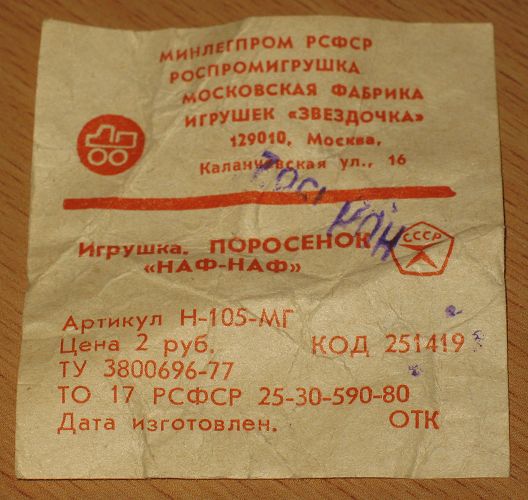 МИНЛЕГПРОМ РСФСР
РОСПРОМИГРУШКА
МОСКОВСКАЯ ФАБРИКА
ИГРУШЕК «ЗВЕЗДОЧКА»
129010, Москва,
Каланчевская ул., 16
Игрушка. ПОРОСЕНОК
«НАФ-НАФ»
СССР
Артикул Н-105-МГ
Цена 2 руб. КОД 251419
ТУ 3800696-77
ТО 17 РСФСР 25-30-590-80
Дата изготовлен. ОТК